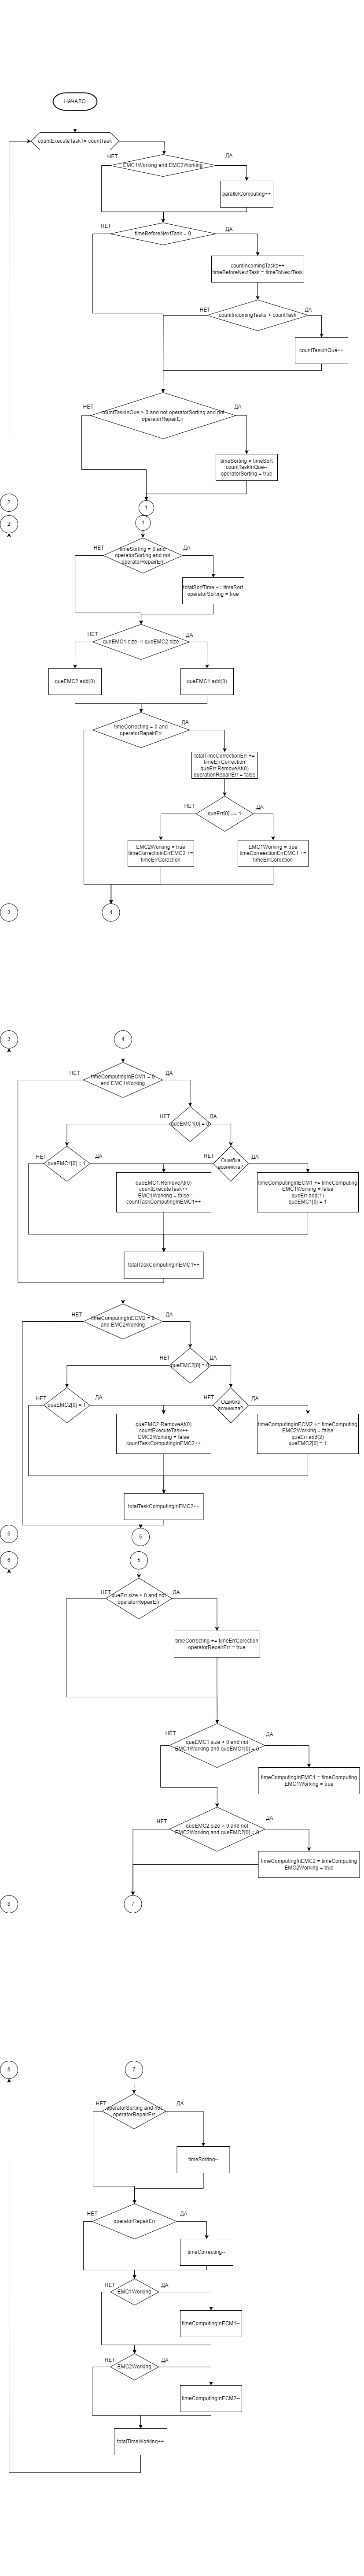 НАЧАЛО
countExecuteTask != countTask
НЕТ
EMC1Working and EMC2Working
ДА
parallelComputing++
НЕТ
timeBeforeNextTask = 0
ДА
countIncomingTasks++
timeBeforeNextTask = timeToNextTask
НЕТ
countIncomingTasks < countTask
ДА
countTaskInQue++
НЕТ
countTaskInQue = 0 and not operatorSorting and not
operatorRepairErr
ДА
timeSorting = timeSort
countTaskInQue--
operatorSorting = true
2
1
2
1
НЕТ
timeSorting = 0 and
operatorSorting and not
operatorRepairErr
ДА
totalSortTime += timeSort
operatorSorting = true
НЕТ
queEMC1.size < queEMC2.size
ДА
queEMC2.add(0)
queEMC1.add(0)
НЕТ
timeCorrecting = 0 and
operatorRepairErr
ДА
totalTimeCorrectionErr +=
timeErrCorrection
queErr.RemoveAt(0)
operationRepairErr = false
НЕТ
queErr[0] == 1
ДА
EMC2Working = true
timeCorrectioinErrEMC2 +=
timeErrCorection
EMC1Working = true
timeCorreectionErrEMC1 +=
timeErrCorection
3
4
3
4
НЕТ
timeComputingInECM1 = 0
and EMC1Working
ДА
НЕТ
queEMC1[0] = 0
ДА
НЕТ
queEMC1[0] = 1
ДА
НЕТ
Ошибка
возникла?
ДА
queEMC1.RemoveAt(0)
countExecuteTask++
EMC1Working = false
countTaskComputingInEMC1++
timeComputingInECM1 += timeComputing
EMC1Working = false
queErr.add(1)
queEMC1[0] = 1
totalTaskComputingInEMC1++
НЕТ
timeComputingInECM2 = 0
and EMC2Working
ДА
НЕТ
queEMC2[0] = 0
ДА
НЕТ
queEMC2[0] = 1
ДА
НЕТ
Ошибка
возникла?
ДА
queEMC2.RemoveAt(0)
countExecuteTask++
EMC2Working = false
countTaskComputingInEMC2++
timeComputingInECM2 += timeComputing
EMC2Working = false
queErr.add(2)
queEMC2[0] = 1
totalTaskComputingInEMC2++
6
5
6
5
НЕТ
queErr.size > 0 and not
operatorRepairErr
ДА
timeCorrecting += timeErrCorection
operatorRepairErr = true
НЕТ
queEMC1.size > 0 and not
EMC1Working and queEMC1[0] = 0
ДА
timeComputingInEMC1 = timeComputing
EMC1Working = true
НЕТ
queEMC2.size > 0 and not
EMC2Working and queEMC2[0] = 0
ДА
timeComputingInEMC2 = timeComputing
EMC2Working = true
8
7
8
7
НЕТ
operatorSorting and not
operatorRepairErr
ДА
timeSorting--
НЕТ
operatorRepairErr
ДА
timeCorrecting--
НЕТ
EMC1Working
ДА
timeComputingInECM1--
НЕТ
EMC2Working
ДА
timeComputingInECM2--
totalTimeWorking++